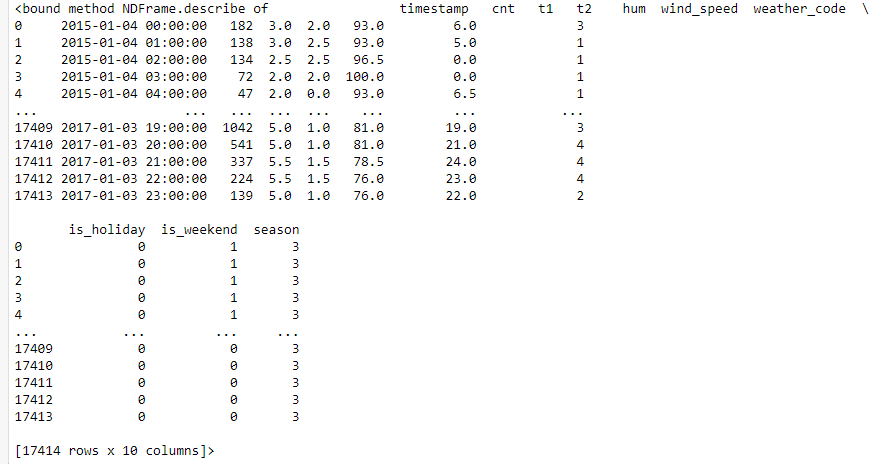 <bound method NDFrame.describe of                 timestamp   cnt   t1   t2    hum  wind_speed  weather_code  \
0     2015-01-04 00:00:00   182  3.0  2.0   93.0         6.0             3
1     2015-01-04 01:00:00   138  3.0  2.5   93.0         5.0             1
2     2015-01-04 02:00:00   134  2.5  2.5   96.5         0.0             1
3     2015-01-04 03:00:00    72  2.0  2.0  100.0         0.0             1
4     2015-01-04 04:00:00    47  2.0  0.0   93.0         6.5             1
...                   ...   ...  ...  ...    ...         ...           ...
17409 2017-01-03 19:00:00  1042  5.0  1.0   81.0        19.0             3
17410 2017-01-03 20:00:00   541  5.0  1.0   81.0        21.0             4
17411 2017-01-03 21:00:00   337  5.5  1.5   78.5        24.0             4
17412 2017-01-03 22:00:00   224  5.5  1.5   76.0        23.0             4
17413 2017-01-03 23:00:00   139  5.0  1.0   76.0        22.0             2

       is_holiday  is_weekend  season
0               0           1       3
1               0           1       3
2               0           1       3
3               0           1       3
4               0           1       3
...           ...         ...     ...
17409           0           0       3
17410           0           0       3
17411           0           0       3
17412           0           0       3
17413           0           0       3

[17414 rows x 10 columns]>